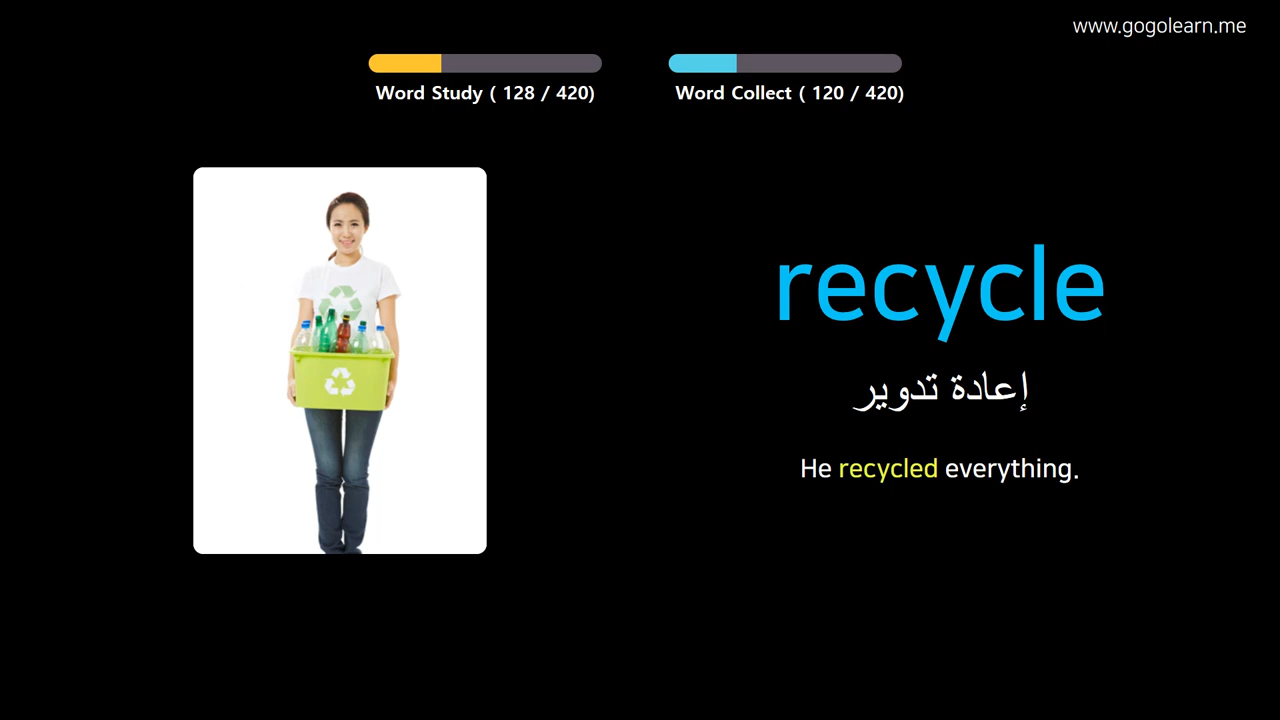 www.gogolearn.me
Word Study ( 128 / 420)
Word Collect ( 120 / 420)
recycle
إعادة تدوير
He recycled everything.